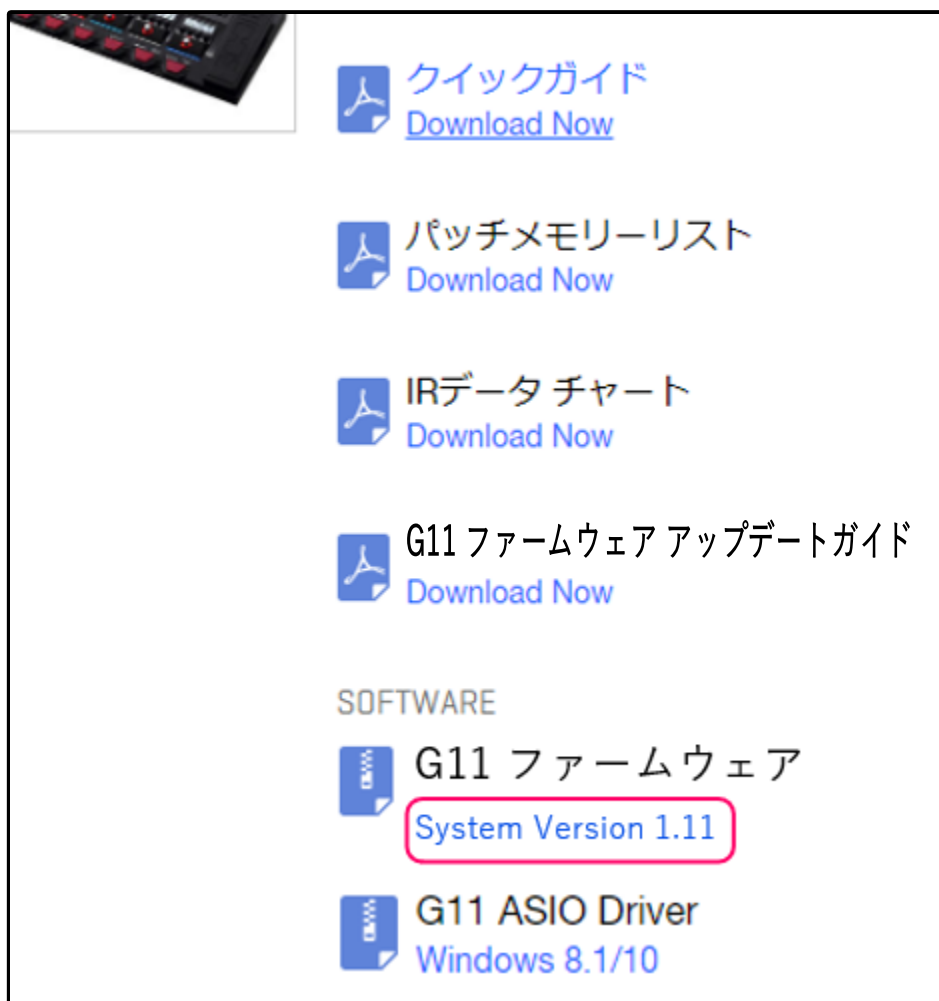 クイックガイド
Download Now
パッチメモリーリスト
Download Now
IRデータ チャート
Download Now
G11 ファームウェア アップデートガイド
Download Now
SOFTWARE
G11 ファームウェア
System Version 1.11
G11 ASIO Driver
Windows 8.1/10